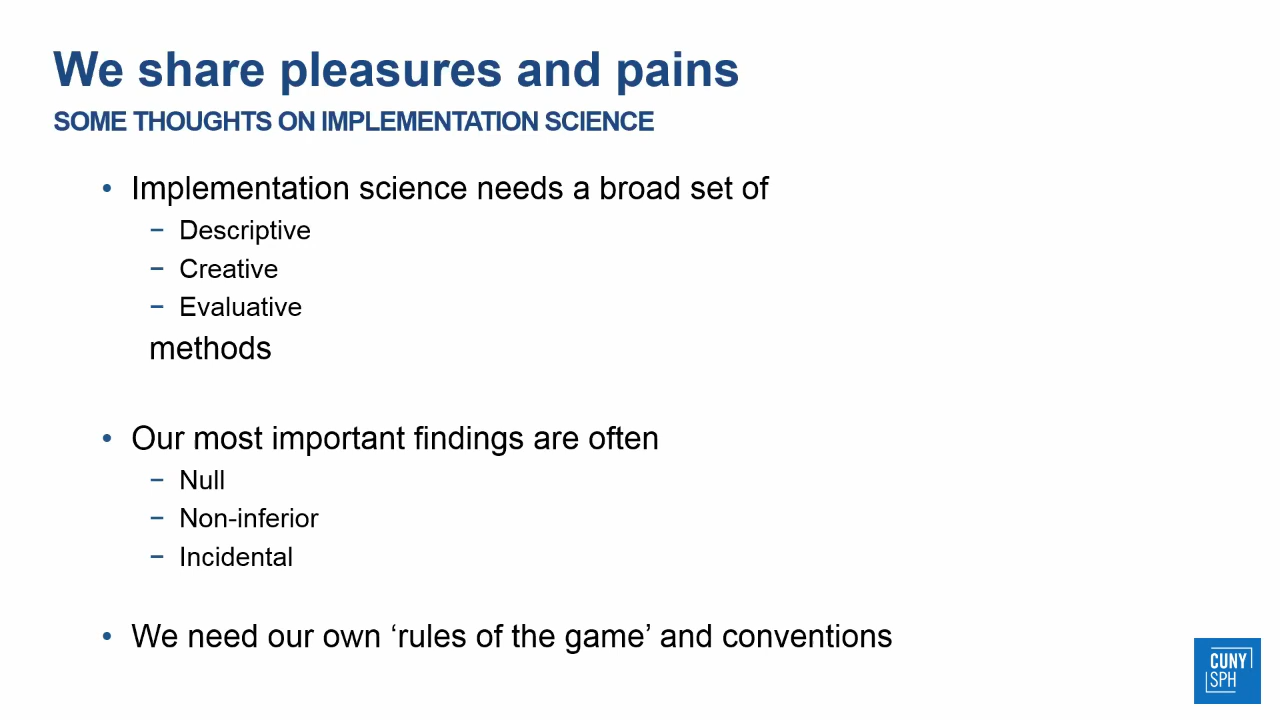 We share pleasures and pains
SOME THOUGHTS ON IMPLEMENTATION SCIENCE
• Implementation science needs a broad set of
− Descriptive
− Creative
− Evaluative
methods
• Our most important findings are often
− Null
− Non-inferior
− Incidental
• We need our own ‘rules of the game’ and conventions
CUNY
SPH